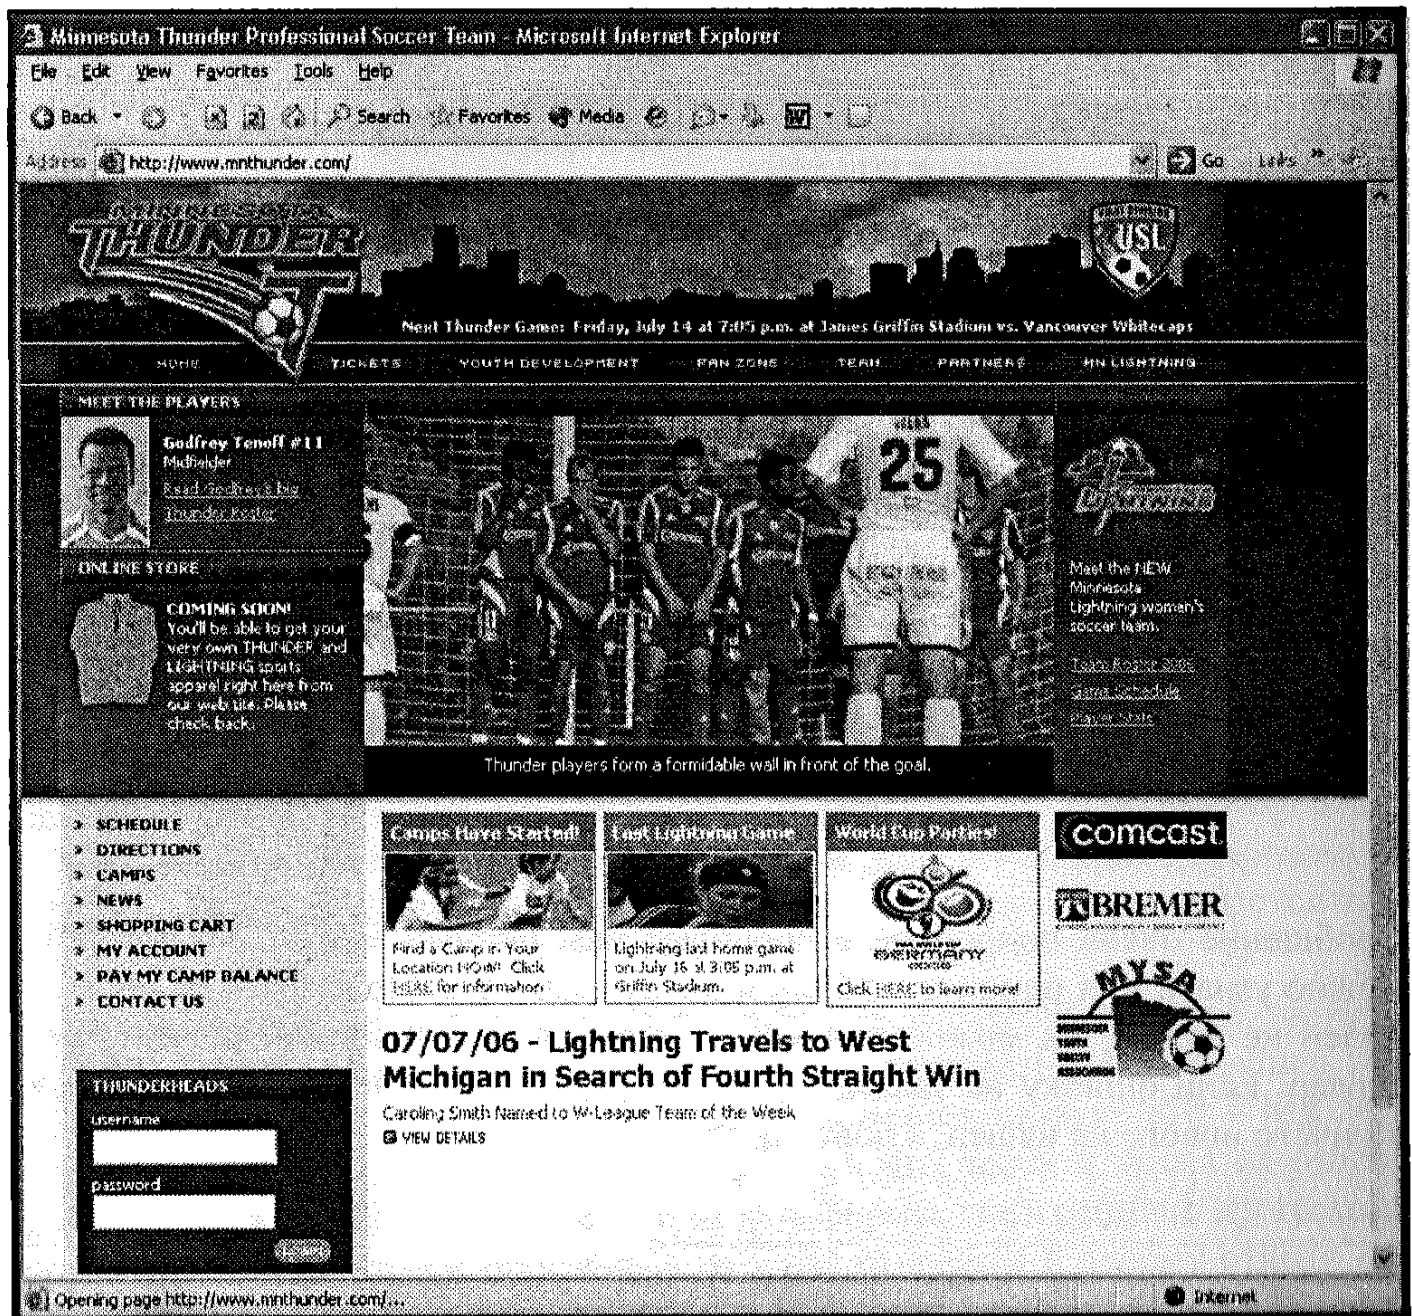 Minnesota Thunder Professional Soccer Team - Microsoft Internet Explorer
File Edit View Favorites Tools Help
Back Search Favorites Media
Address http://www.mnthunder.com/ Go Links »
MINNESOTA
THUNDER
USL
Next Thunder Game: Friday, July 14 at 7:05 p.m. at James Griffin Stadium vs. Vancouver Whitecaps
HOME TICKETS YOUTH DEVELOPMENT FAN ZONE TEAM PARTNERS MN LIGHTNING
MEET THE PLAYERS
Godfrey Tenoff #11
Midfielder
Read Godfrey's bio
Thunder Roster
ONLINE STORE
COMING SOON!
You'll be able to get your
very own THUNDER and
LIGHTNING sports
apparel right here from
our web site. Please
check back.
25
Thunder players form a formidable wall in front of the goal.
LIGHTNING
Meet the NEW
Minnesota
Lightning women's
soccer team.
Game Schedule
Player Stats
» SCHEDULE
» DIRECTIONS
» CAMPS
» NEWS
» SHOPPING CART
» MY ACCOUNT
» PAY MY CAMP BALANCE
» CONTACT US
THUNDERHEADS
username
password
Camps Have Started!
Find a Camp in Your
Location NOW! Click
HERE for information
Last Lightning Game
Lightning last home game
on July 16 at 3:05 p.m. at
Griffin Stadium.
World Cup Parties!
FIFA WORLD CUP
GERMANY
Click HERE to learn more!
comcast
BREMER
MYSA
MINNESOTA
YOUTH
SOCCER
ASSOCIATION
07/07/06 - Lightning Travels to West
Michigan in Search of Fourth Straight Win
Caroling Smith Named to W-League Team of the Week
VIEW DETAILS
Opening page http://www.mnthunder.com/... Internet